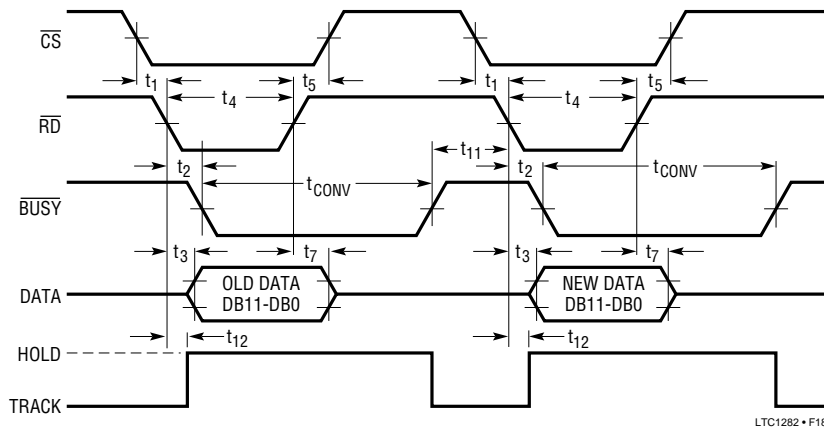 CS
t1 t5 t1 t5
t4 t4
RD
t2 t11 t2
tCONV tCONV
BUSY
t3 t7 t3 t7
DATA OLD DATA NEW DATA
DB11-DB0 DB11-DB0
t12 t12
HOLD
TRACK
LTC1282 • F18